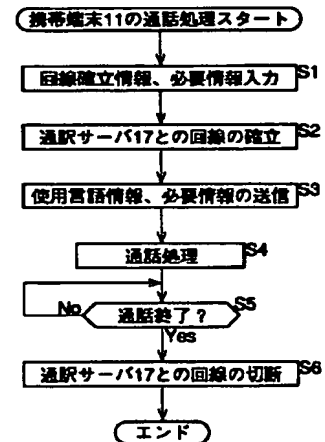 携帯端末11の通話処理スタート
回線確立情報、必要情報入力 S1
通訳サーバ17との回線の確立 S2
使用言語情報、必要情報の送信 S3
通話処理 S4
通話終了？ S5
No
Yes
通訳サーバ17との回線の切断 S6
エンド